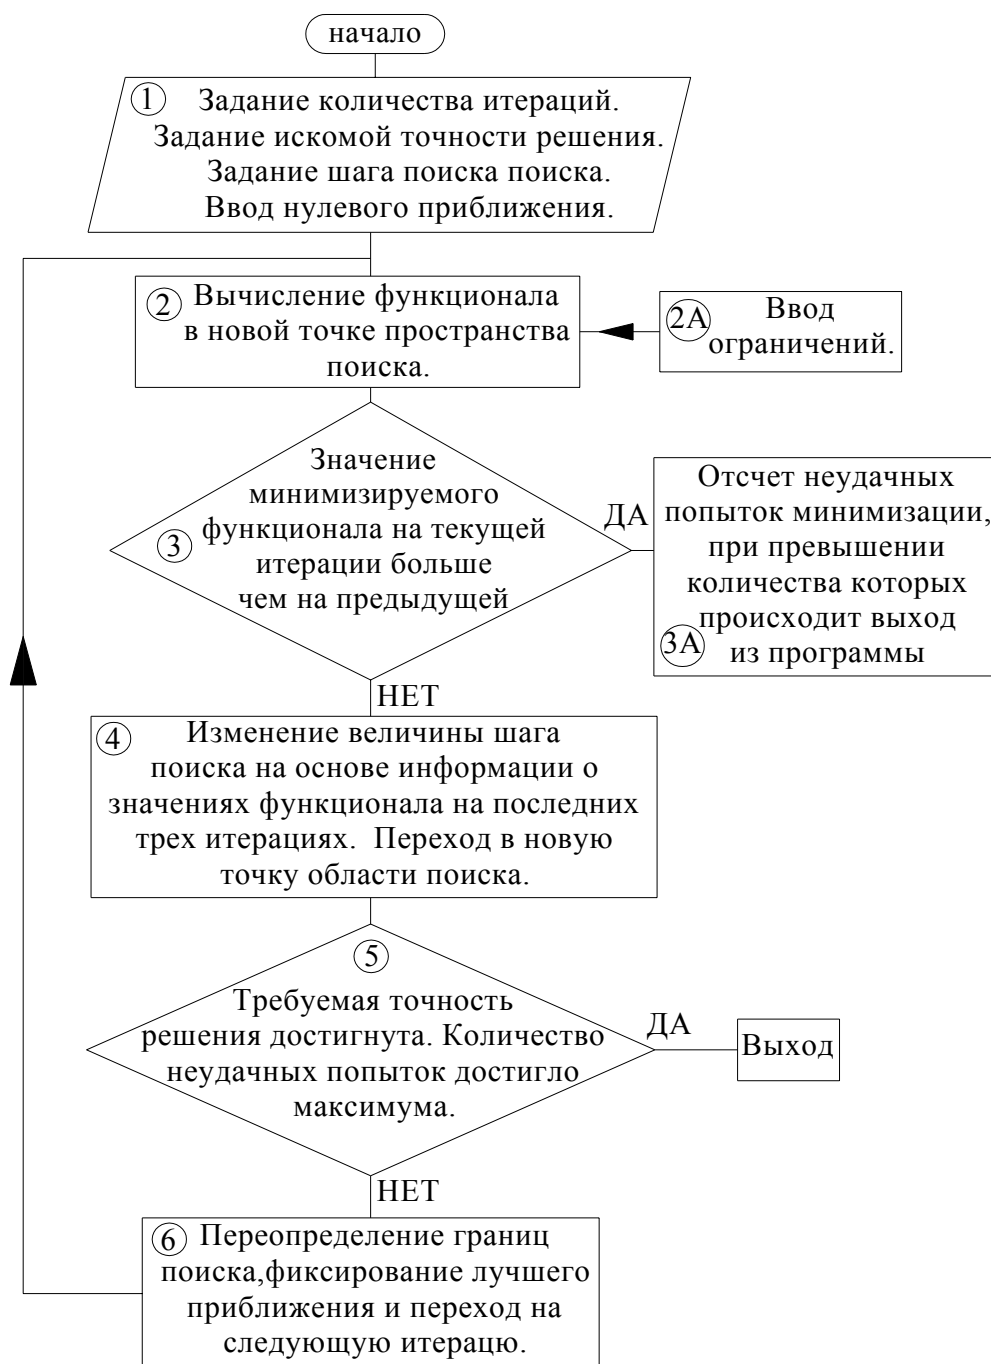 начало
1 Задание количества итераций.
Задание искомой точности решения.
Задание шага поиска поиска.
Ввод нулевого приближения.
2 Вычисление функционала
в новой точке пространства
поиска.
2А Ввод
ограничений.
Значение
минимизируемого
функционала на текущей
3 итерации больше
чем на предыдущей
ДА
Отсчет неудачных
попыток минимизации,
при превышении
количества которых
происходит выход
3А из программы
НЕТ
4 Изменение величины шага
поиска на основе информации о
значениях функционала на последних
трех итерациях. Переход в новую
точку области поиска.
5
Требуемая точность
решения достигнута. Количество
неудачных попыток достигло
максимума.
ДА
Выход
НЕТ
6 Переопределение границ
поиска,фиксирование лучшего
приближения и переход на
следующую итерацю.